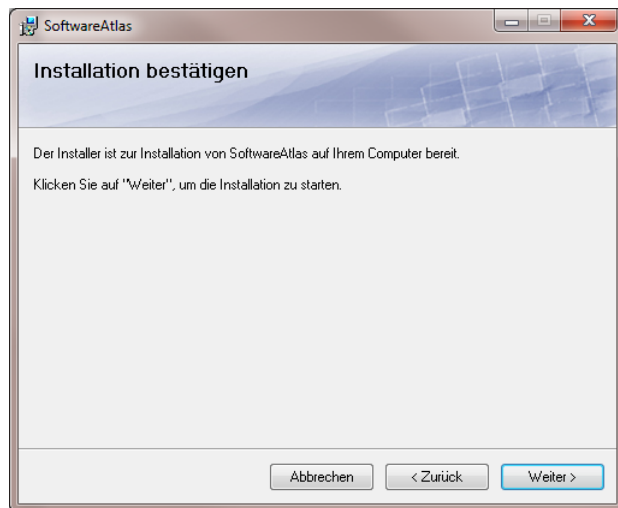 SoftwareAtlas
Installation bestätigen
Der Installer ist zur Installation von SoftwareAtlas auf Ihrem Computer bereit.
Klicken Sie auf "Weiter", um die Installation zu starten.
Abbrechen
< Zurück
Weiter >